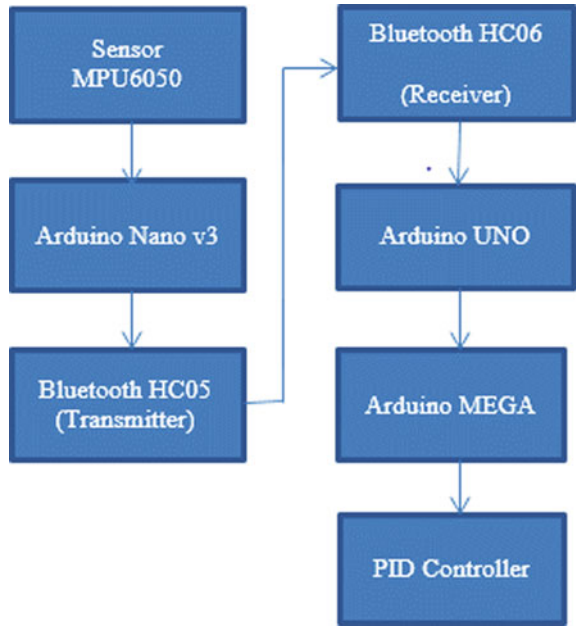 Sensor
MPU6050
Arduino Nano v3
Bluetooth HC05
(Transmitter)
Bluetooth HC06
(Receiver)
Arduino UNO
Arduino MEGA
PID Controller